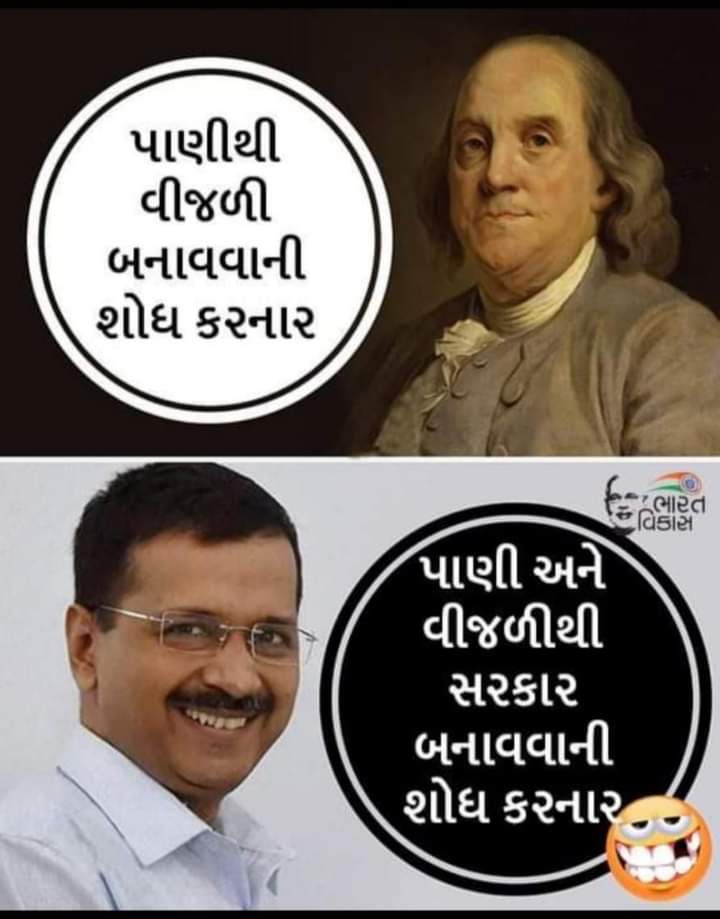 પાણીથી
વીજળી
બનાવવાની
શોધ કરનાર
ભારત
વિકાસ
પાણી અને
વીજળીથી
સરકાર
બનાવવાની
શોધ કરનાર